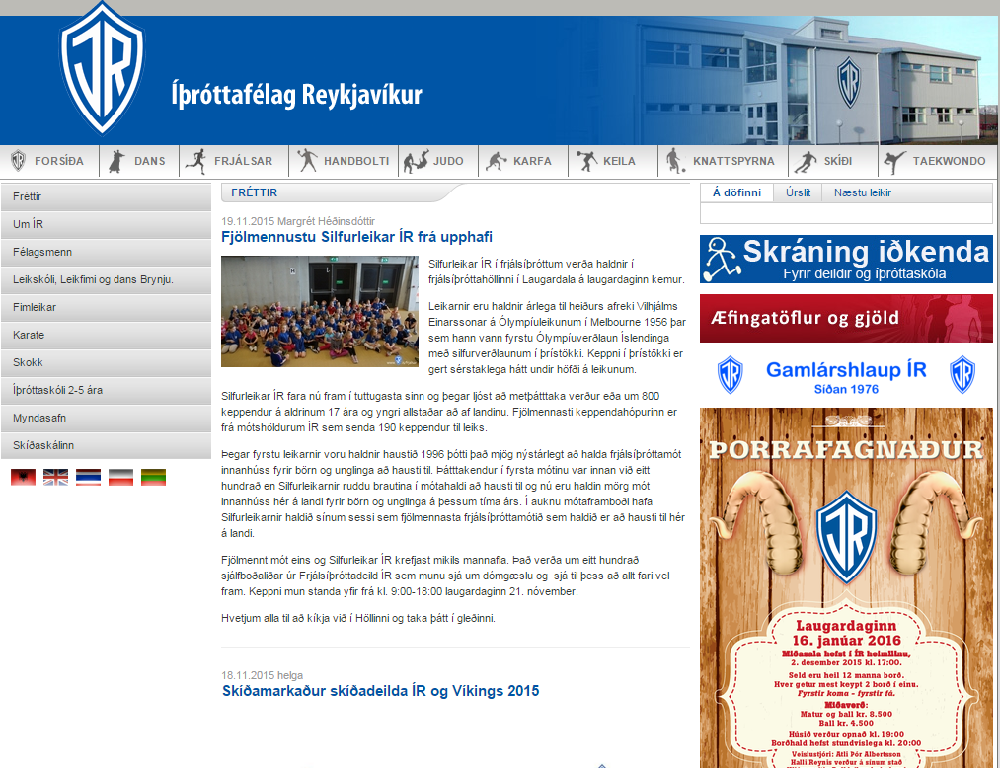 ÍR
Íþróttafélag Reykjavíkur
ÍR
FORSÍÐA
DANS
FRJÁLSAR
HANDBOLTI
JUDO
KARFA
KEILA
KNATTSPYRNA
SKÍÐI
TAEKWONDO
Fréttir
Um ÍR
Félagsmenn
Leikskóli, Leikfimi og dans Brynju.
Fimleikar
Karate
Skokk
Íþróttaskóli 2-5 ára
Myndasafn
Skíðaskálinn
FRÉTTIR
19.11.2015 Margrét Héðinsdóttir
Fjölmennustu Silfurleikar ÍR frá upphafi
Silfurleikar ÍR í frjálsíþróttum verða haldnir í
frjálsíþróttahöllinni í Laugardala á laugardaginn kemur.
Leikarnir eru haldnir árlega til heiðurs afreki Vilhjálms
Einarssonar á Ólympíuleikunum í Melbourne 1956 þar
sem hann vann fyrstu Ólympíuverðlaun Íslendinga
með silfurverðlaunum í þrístökki. Keppni í þrístökki er
gert sérstaklega hátt undir höfði á leikunum.
Silfurleikar ÍR fara nú fram í tuttugasta sinn og þegar ljóst að metþátttaka verður eða um 800
keppendur á aldrinum 17 ára og yngri allstaðar að af landinu. Fjölmennasti keppendahópurinn er
frá mótshöldurum ÍR sem senda 190 keppendur til leiks.
Þegar fyrstu leikarnir voru haldnir haustið 1996 þótti það mjög nýstárlegt að halda frjálsíþróttamót
innanhúss fyrir börn og unglinga að hausti til. Þátttakendur í fyrsta mótinu var innan við eitt
hundrað en Silfurleikarnir ruddu brautina í mótahaldi að hausti til og nú eru haldin mörg mót
innanhúss hér á landi fyrir börn og unglinga á þessum tíma árs. Í auknu mótaframboði hafa
Silfurleikarnir haldið sínum sessi sem fjölmennasta frjálsíþróttamótið sem haldið er að hausti til hér
á landi.
Fjölmennt mót eins og Silfurleikar ÍR krefjast mikils mannafla. Það verða um eitt hundrað
sjálfboðaliðar úr Frjálsíþróttadeild ÍR sem munu sjá um dómgæslu og sjá til þess að allt fari vel
fram. Keppni mun standa yfir frá kl. 9:00-18:00 laugardaginn 21. nóvember.
Hvetjum alla til að kíkja við í Höllinni og taka þátt í gleðinni.
18.11.2015 helga
Skíðamarkaður skíðadeilda ÍR og Víkings 2015
Á döfinni
Úrslit
Næstu leikir
Skráning iðkenda
Fyrir deildir og íþróttaskóla
Æfingatöflur og gjöld
Gamlárshlaup ÍR
Síðan 1976
ÞORRAFAGNAÐUR
ÍR
Laugardaginn
16. janúar 2016
Miðasala hefst í ÍR heimilinu,
2. desember 2015 kl. 17:00.
Seld eru heil 12 manna borð.
Hver getur mest keypt 2 borð í einu.
Fyrstir koma - fyrstir fá.
Miðaverð:
Matur og ball kr. 8.500
Ball kr. 4.500
Húsið verður opnað kl. 19:00
Borðhald hefst stundvíslega kl. 20:00
Veislustjóri: Atli Þór Albertsson
Halli Reynis verður á sínum stað